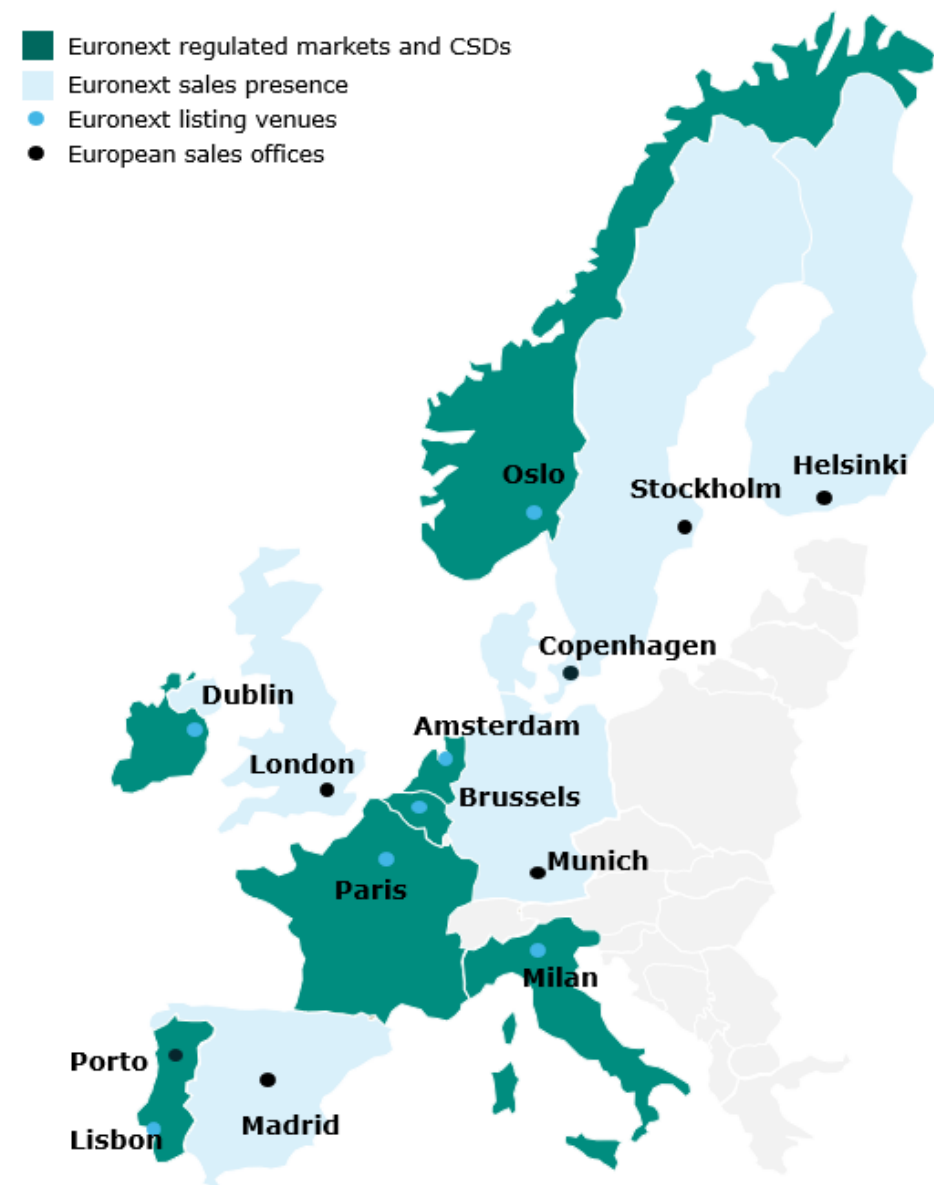 Euronext regulated markets and CSDs
Euronext sales presence
Euronext listing venues
European sales offices
Oslo
Helsinki
Stockholm
Copenhagen
Dublin
Amsterdam
London
Brussels
Munich
Paris
Milan
Porto
Madrid
Lisbon